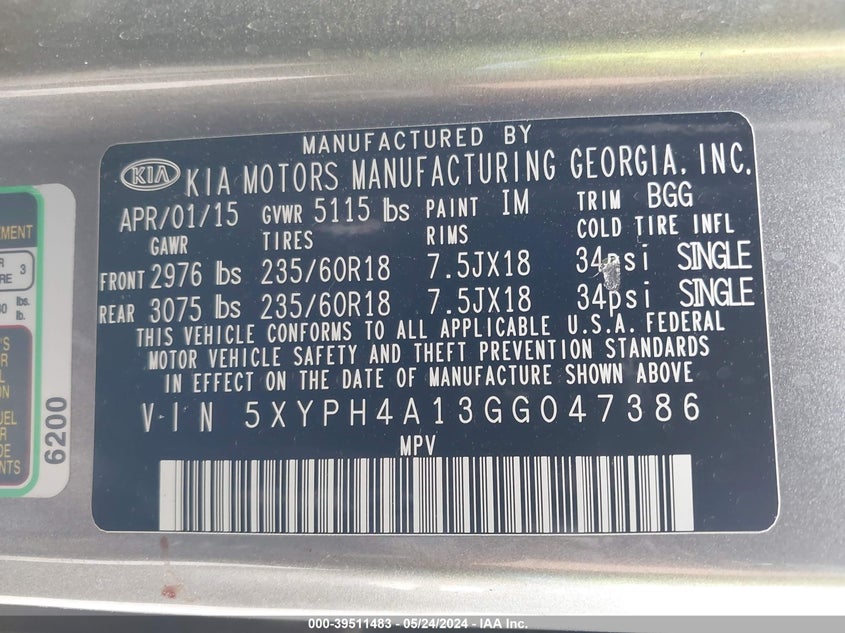 MANUFACTURED BY
KIA KIA MOTORS MANUFACTURING GEORGIA, INC.
APR/01/15 GVWR 5115 lbs PAINT IM TRIM BGG
GAWR TIRES RIMS COLD TIRE INFL
FRONT 2976 lbs 235/60R18 7.5JX18 34psi SINGLE
REAR 3075 lbs 235/60R18 7.5JX18 34psi SINGLE
THIS VEHICLE CONFORMS TO ALL APPLICABLE U.S.A. FEDERAL
MOTOR VEHICLE SAFETY AND THEFT PREVENTION STANDARDS
IN EFFECT ON THE DATE OF MANUFACTURE SHOWN ABOVE
VIN 5XYPH4A13GG047386
MPV
3
lbs.
lb.
6200
000-39511483 - 05/24/2024 - IAA Inc.